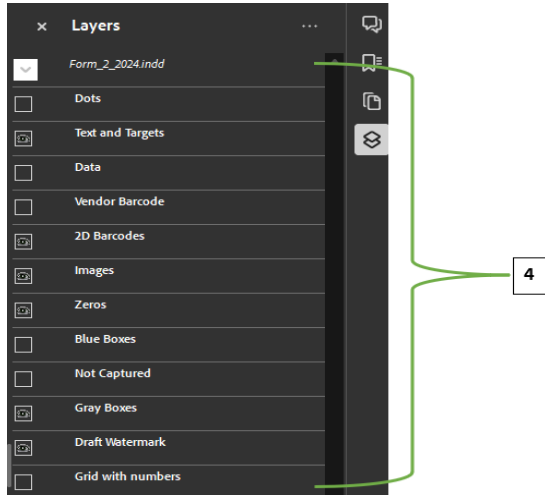 Layers
Form_2_2024.indd
Dots
Text and Targets
Data
Vendor Barcode
2D Barcodes
Images
Zeros
Blue Boxes
Not Captured
Gray Boxes
Draft Watermark
Grid with numbers
4